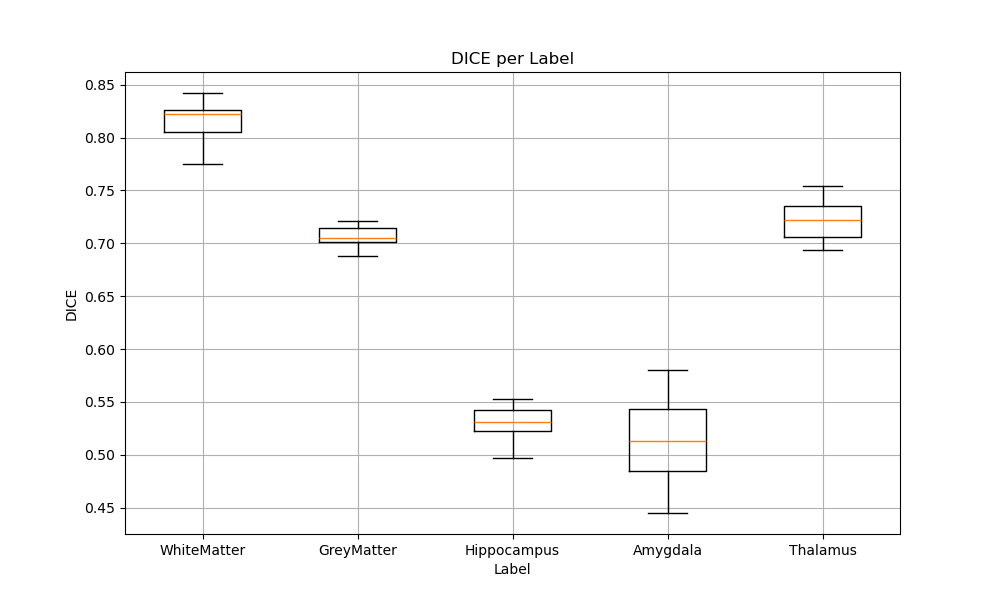 DICE per Label
0.85
0.80
0.75
0.70
0.65
0.60
0.55
0.50
0.45
DICE
WhiteMatter
GreyMatter
Hippocampus
Amygdala
Thalamus
Label